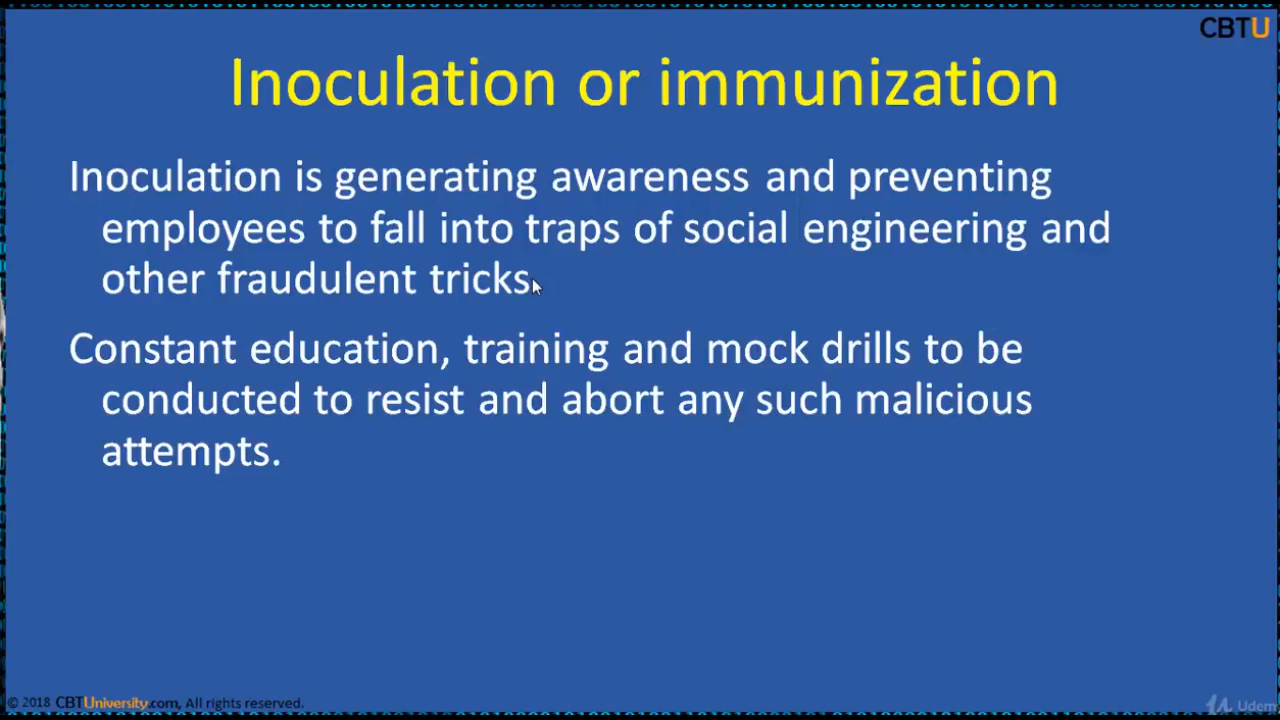 CBTU
Inoculation or immunization
Inoculation is generating awareness and preventing
employees to fall into traps of social engineering and
other fraudulent tricks.
Constant education, training and mock drills to be
conducted to resist and abort any such malicious
attempts.
© 2018 CBTUniversity.com, All rights reserved.